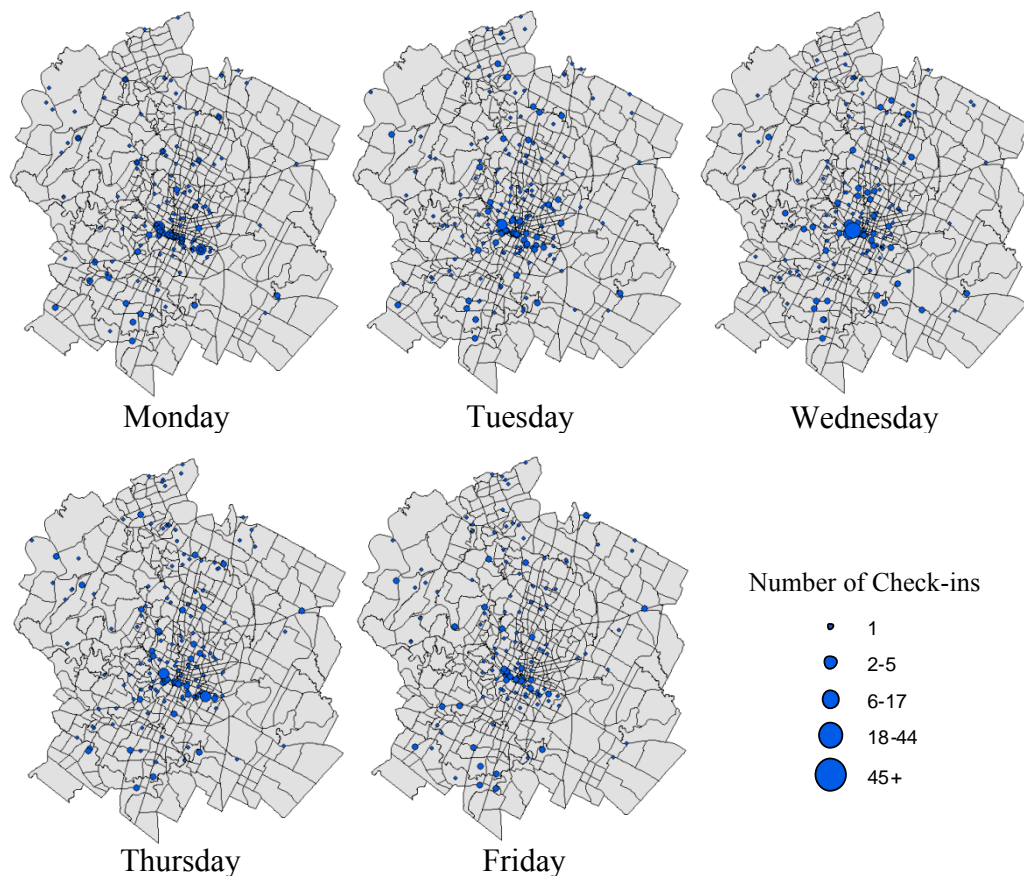 Monday
Tuesday
Wednesday
Thursday
Friday
Number of Check-ins
1
2-5
6-17
18-44
45+